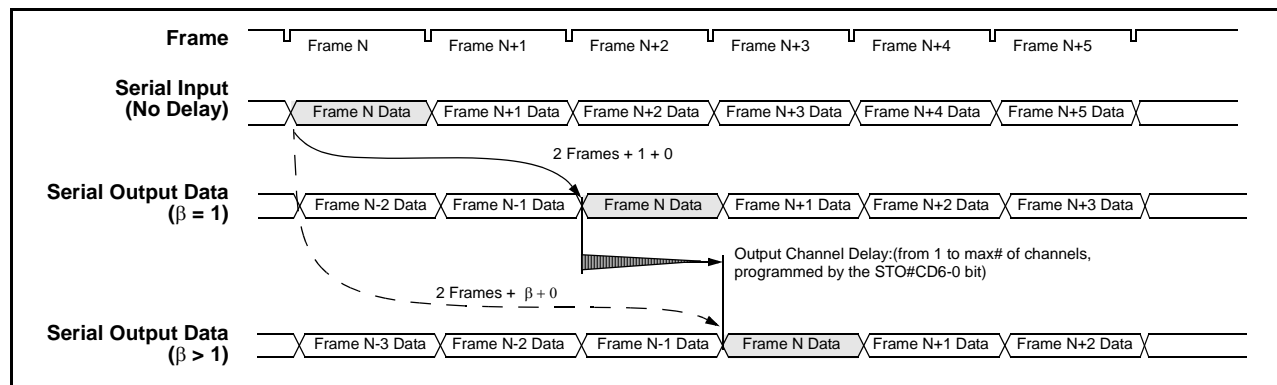 Frame
Frame N Frame N+1 Frame N+2 Frame N+3 Frame N+4 Frame N+5
Serial Input
(No Delay)
Frame N Data Frame N+1 Data Frame N+2 Data Frame N+3 Data Frame N+4 Data Frame N+5 Data
2 Frames + 1 + 0
Serial Output Data
(β = 1)
Frame N-2 Data Frame N-1 Data Frame N Data Frame N+1 Data Frame N+2 Data Frame N+3 Data
Output Channel Delay:(from 1 to max# of channels,
programmed by the STO#CD6-0 bit)
2 Frames + β + 0
Serial Output Data
(β > 1)
Frame N-3 Data Frame N-2 Data Frame N-1 Data Frame N Data Frame N+1 Data Frame N+2 Data